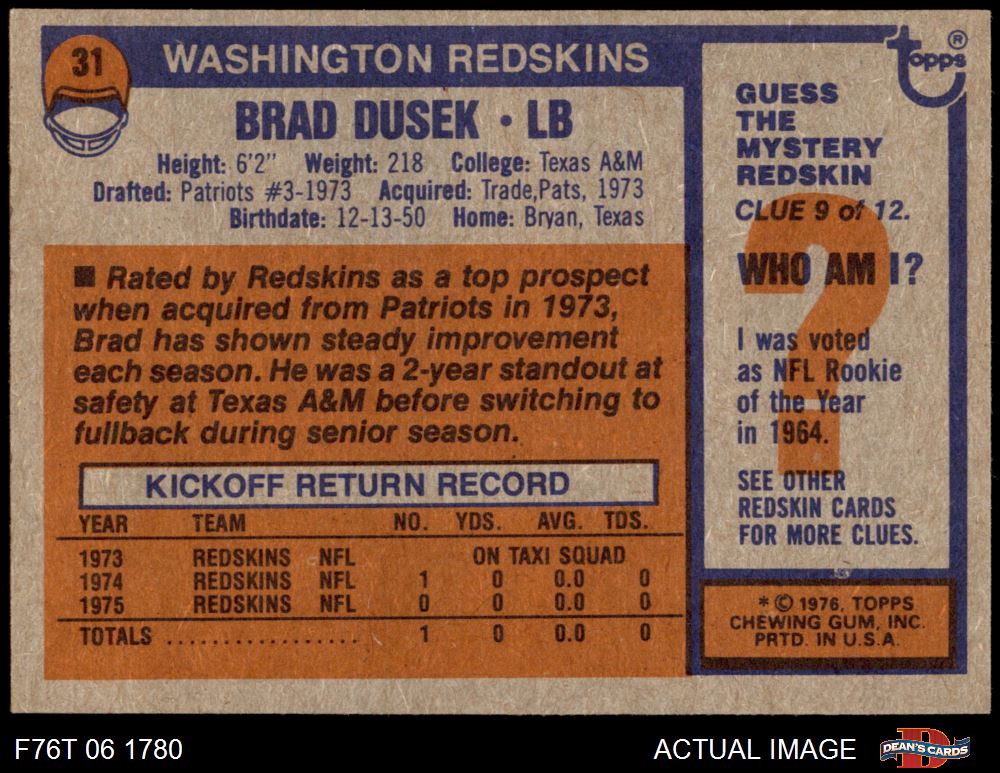 31
WASHINGTON REDSKINS
BRAD DUSEK • LB
Height: 6'2" Weight: 218 College: Texas A&M
Drafted: Patriots #3-1973 Acquired: Trade,Pats, 1973
Birthdate: 12-13-50 Home: Bryan, Texas
■ Rated by Redskins as a top prospect
when acquired from Patriots in 1973,
Brad has shown steady improvement
each season. He was a 2-year standout at
safety at Texas A&M before switching to
fullback during senior season.
KICKOFF RETURN RECORD
YEAR TEAM NO. YDS. AVG. TDS.
1973 REDSKINS NFL ON TAXI SQUAD
1974 REDSKINS NFL 1 0 0.0 0
1975 REDSKINS NFL 0 0 0.0 0
TOTALS ................. 1 0 0.0 0
topps®
GUESS
THE
MYSTERY
REDSKIN
CLUE 9 of 12.
WHO AM I?
?
I was voted
as NFL Rookie
of the Year
in 1964.
SEE OTHER
REDSKIN CARDS
FOR MORE CLUES.
* © 1976, TOPPS
CHEWING GUM, INC.
PRTD. IN U.S.A.
F76T 06 1780
ACTUAL IMAGE
DEAN'S CARDS